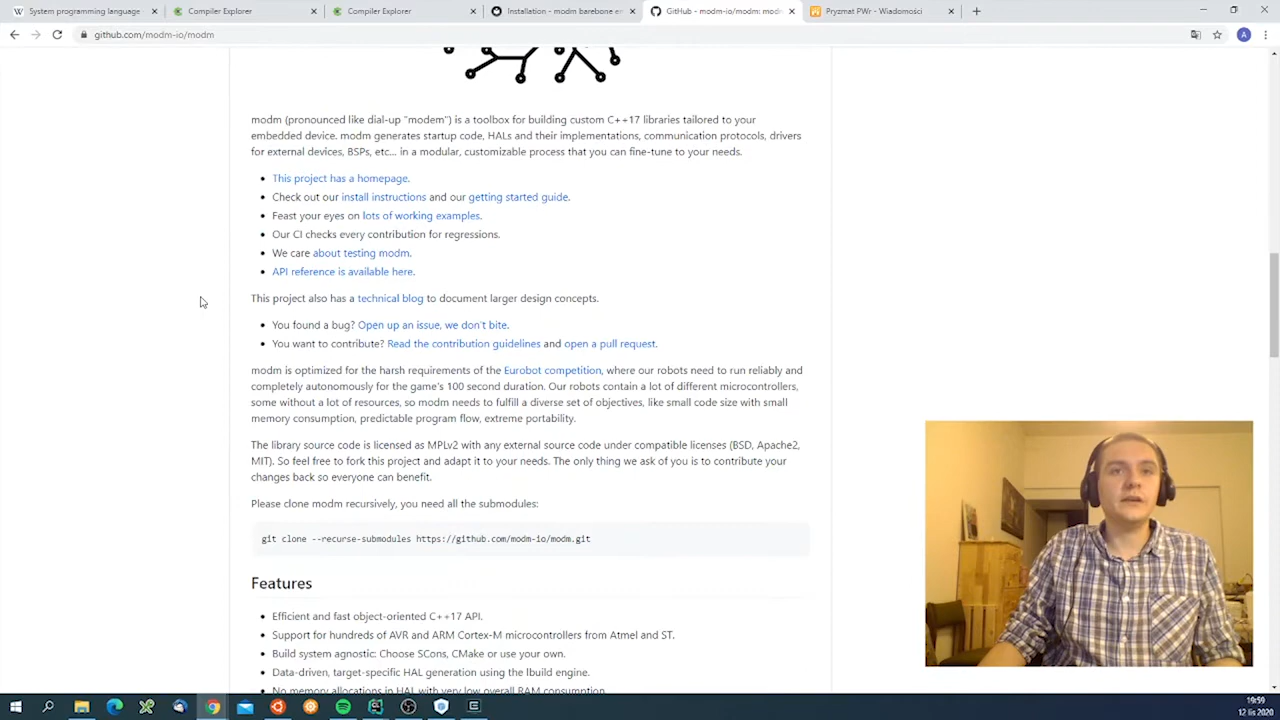 System programming language
Compiler Explorer
Compiler Explorer
Installation - modm barebone em
GitHub - modm-io/modm: modm
Pryzmat PWr - Wiadomości
github.com/modm-io/modm
A
modm (pronounced like dial-up "modem") is a toolbox for building custom C++17 libraries tailored to your
embedded device. modm generates startup code, HALs and their implementations, communication protocols, drivers
for external devices, BSPs, etc... in a modular, customizable process that you can fine-tune to your needs.
• This project has a homepage.
• Check out our install instructions and our getting started guide.
• Feast your eyes on lots of working examples.
• Our CI checks every contribution for regressions.
• We care about testing modm.
• API reference is available here.
This project also has a technical blog to document larger design concepts.
• You found a bug? Open up an issue, we don't bite.
• You want to contribute? Read the contribution guidelines and open a pull request.
modm is optimized for the harsh requirements of the Eurobot competition, where our robots need to run reliably and
completely autonomously for the game's 100 second duration. Our robots contain a lot of different microcontrollers,
some without a lot of resources, so modm needs to fulfill a diverse set of objectives, like small code size with small
memory consumption, predictable program flow, extreme portability.
The library source code is licensed as MPLv2 with any external source code under compatible licenses (BSD, Apache2,
MIT). So feel free to fork this project and adapt it to your needs. The only thing we ask of you is to contribute your
changes back so everyone can benefit.
Please clone modm recursively, you need all the submodules:
git clone --recurse-submodules https://github.com/modm-io/modm.git
Features
• Efficient and fast object-oriented C++17 API.
• Support for hundreds of AVR and ARM Cortex-M microcontrollers from Atmel and ST.
• Build system agnostic: Choose SCons, CMake or use your own.
• Data-driven, target-specific HAL generation using the lbuild engine.
• No memory allocations in HAL with very low overall RAM consumption.
19:59
12 lis 2020